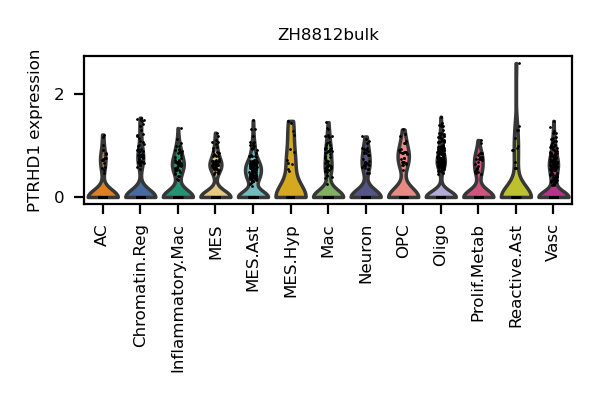 ZH8812bulk
PTRHD1 expression
2
0
AC
Chromatin.Reg
Inflammatory.Mac
MES
MES.Ast
MES.Hyp
Mac
Neuron
OPC
Oligo
Prolif.Metab
Reactive.Ast
Vasc